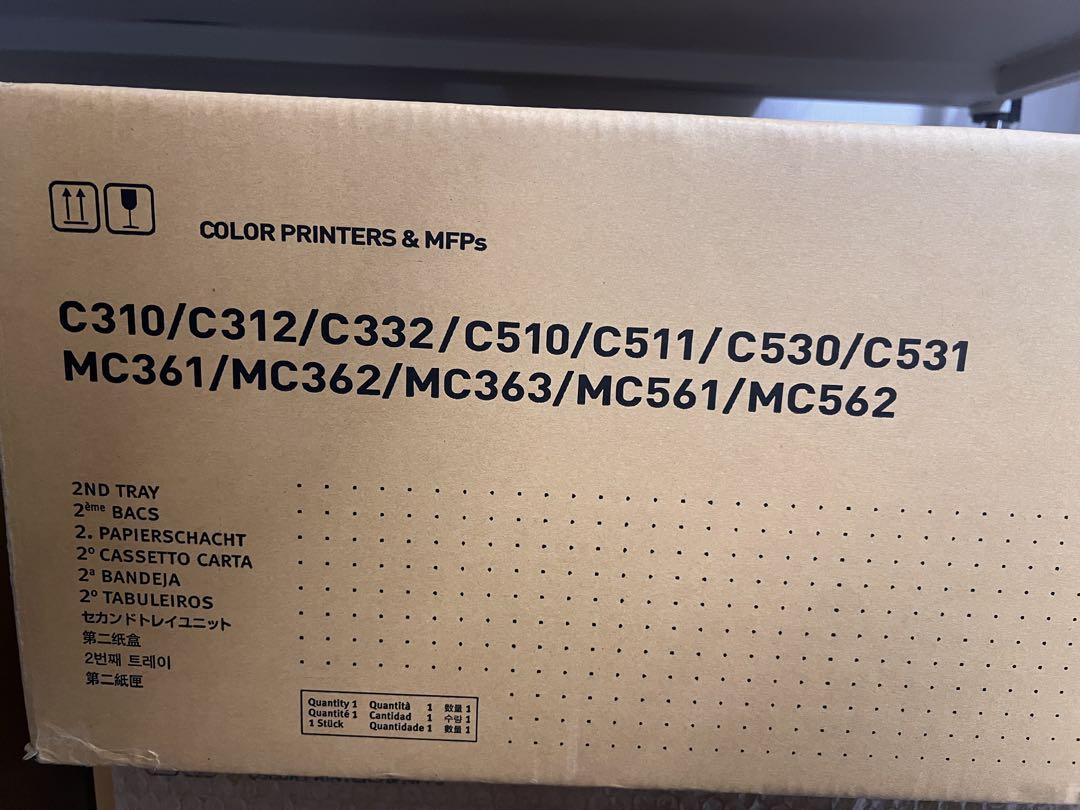 COLOR PRINTERS & MFPs
C310/C312/C332/C510/C511/C530/C531
MC361/MC362/MC363/MC561/MC562
2ND TRAY
2ème BACS
2. PAPIERSCHACHT
2º CASSETTO CARTA
2ª BANDEJA
2º TABULEIROS
セカンドトレイユニット
第二纸盒
2번째 트레이
第二紙匣
Quantity 1 Quantità 1 数量 1
Quantité 1 Cantidad 1 수량 1
1 Stück Quantidade 1 數量 1